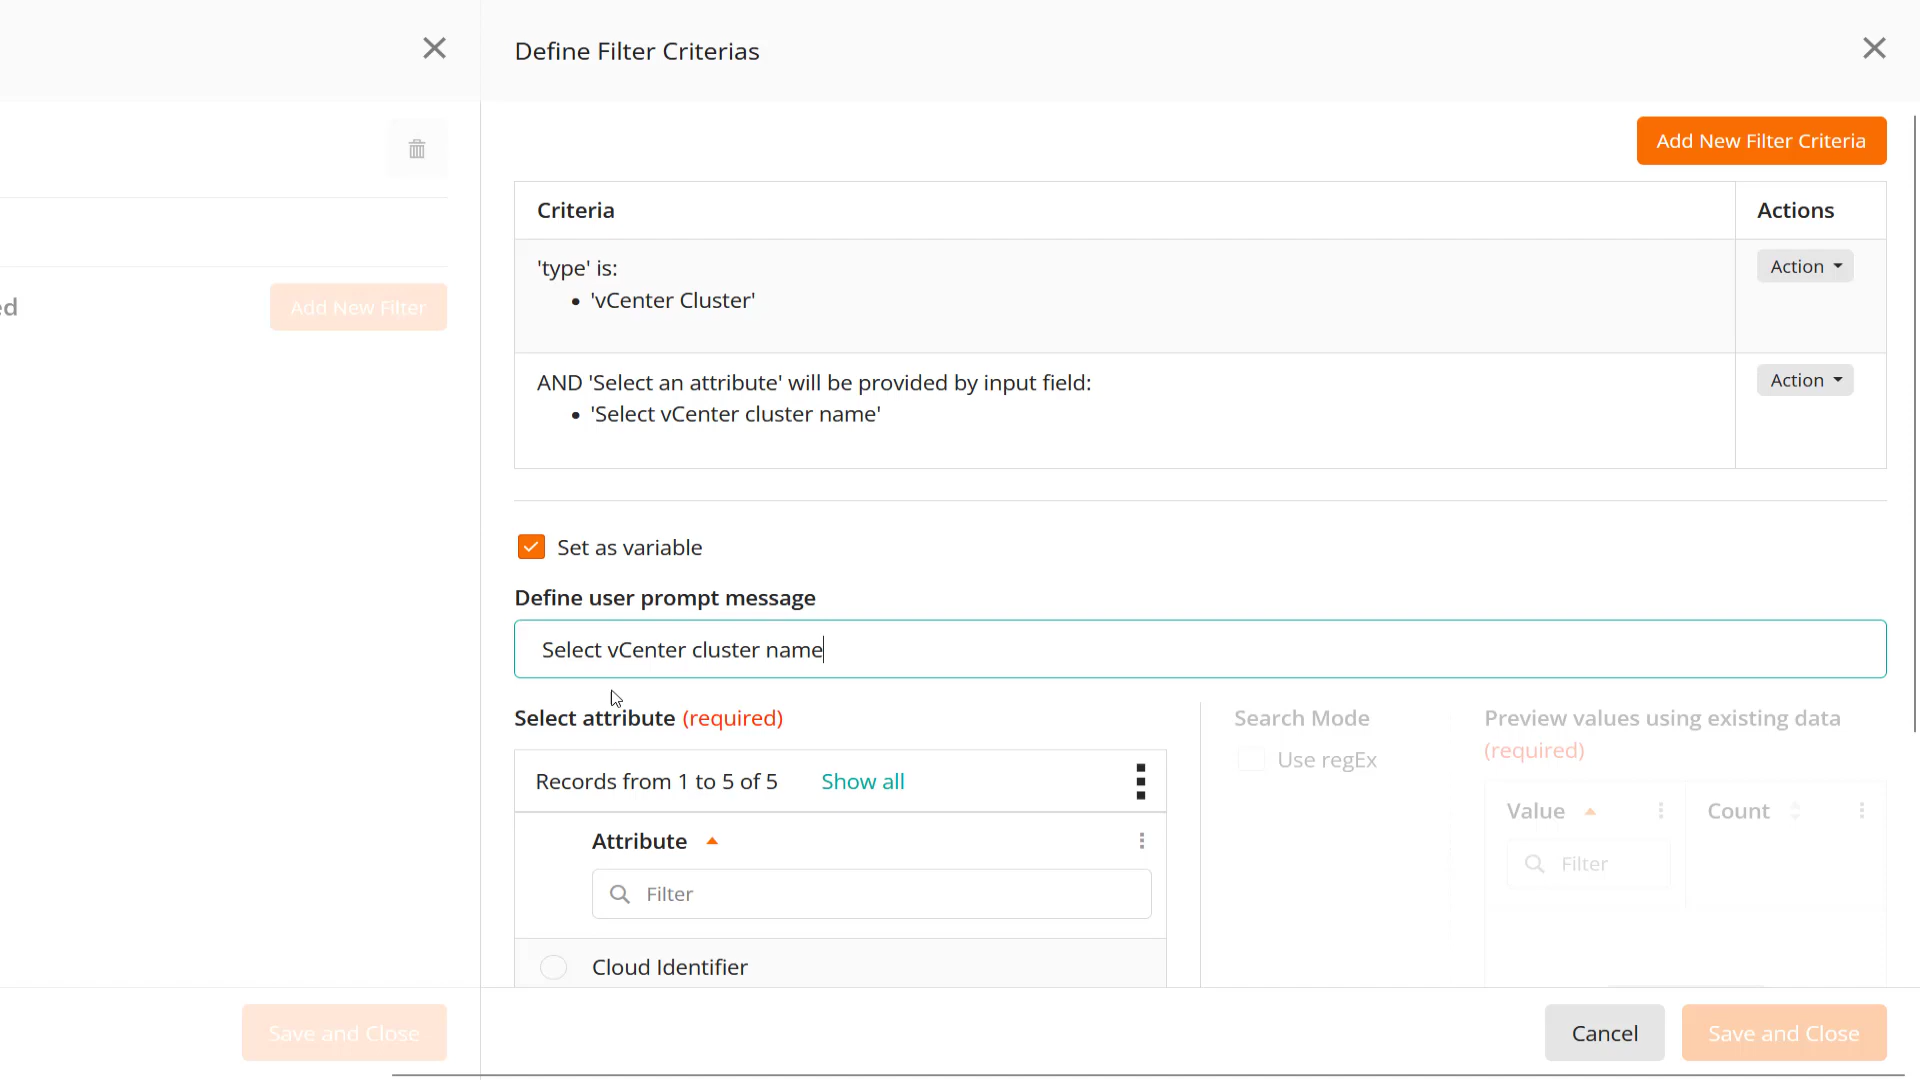 Define Filter Criterias
Add New Filter Criteria
Criteria
Actions
'type' is:
• 'vCenter Cluster'
Action
AND 'Select an attribute' will be provided by input field:
• 'Select vCenter cluster name'
Action
ed
Add New Filter
Set as variable
Define user prompt message
Select vCenter cluster name
Select attribute (required)
Records from 1 to 5 of 5 Show all
Attribute
Filter
Cloud Identifier
Search Mode
Use regEx
Preview values using existing data
(required)
Value
Count
Filter
Save and Close
Cancel
Save and Close